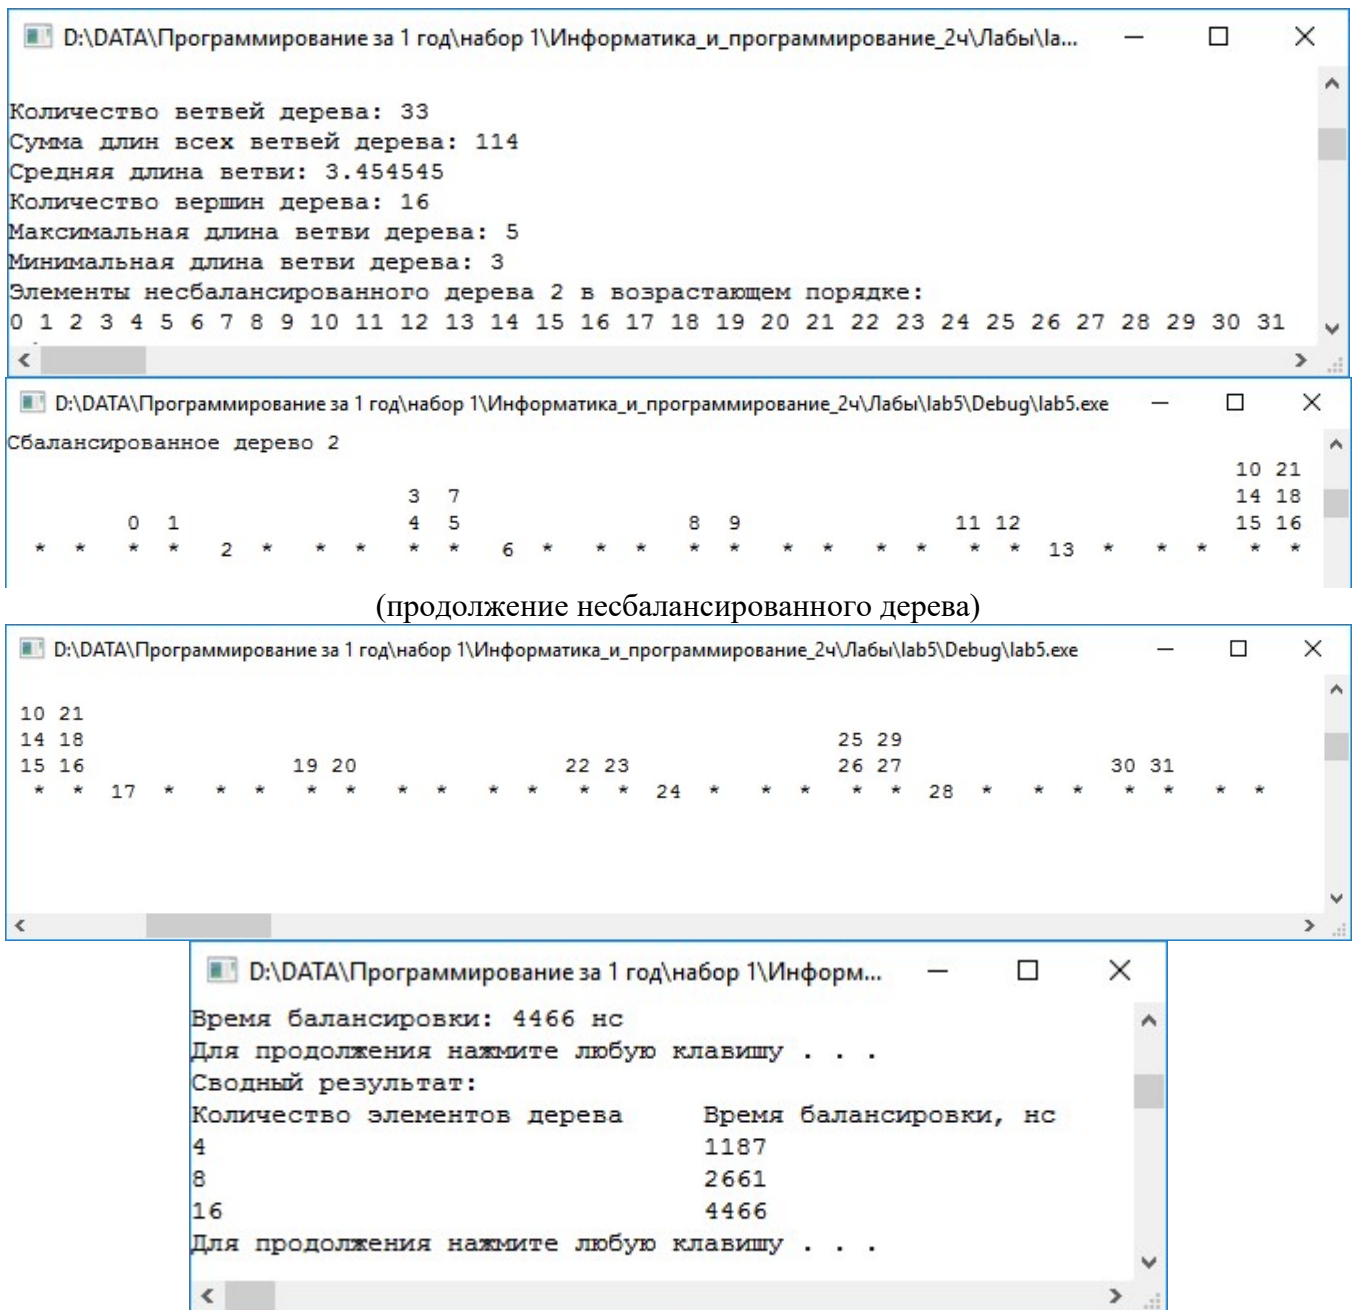 D:\DATA\Программирование за 1 год\набор 1\Информатика_и_программирование_2ч\Лабы\la...
Количество ветвей дерева: 33
Сумма длин всех ветвей дерева: 114
Средняя длина ветви: 3.454545
Количество вершин дерева: 16
Максимальная длина ветви дерева: 5
Минимальная длина ветви дерева: 3
Элементы несбалансированного дерева 2 в возрастающем порядке:
0 1 2 3 4 5 6 7 8 9 10 11 12 13 14 15 16 17 18 19 20 21 22 23 24 25 26 27 28 29 30 31
D:\DATA\Программирование за 1 год\набор 1\Информатика_и_программирование_2ч\Лабы\lab5\Debug\lab5.exe
Сбалансированное дерево 2
10 21
3 7 14 18
0 1 4 5 8 9 11 12 15 16
* * * * 2 * * * * * 6 * * * * * * * * * * * 13 * * * * *
(продолжение несбалансированного дерева)
D:\DATA\Программирование за 1 год\набор 1\Информатика_и_программирование_2ч\Лабы\lab5\Debug\lab5.exe
10 21
14 18 25 29
15 16 19 20 22 23 26 27 30 31
* * 17 * * * * * * * * * * * 24 * * * * * 28 * * * * * * *
D:\DATA\Программирование за 1 год\набор 1\Информ...
Время балансировки: 4466 нс
Для продолжения нажмите любую клавишу . . .
Сводный результат:
Количество элементов дерева Время балансировки, нс
4 1187
8 2661
16 4466
Для продолжения нажмите любую клавишу . . .